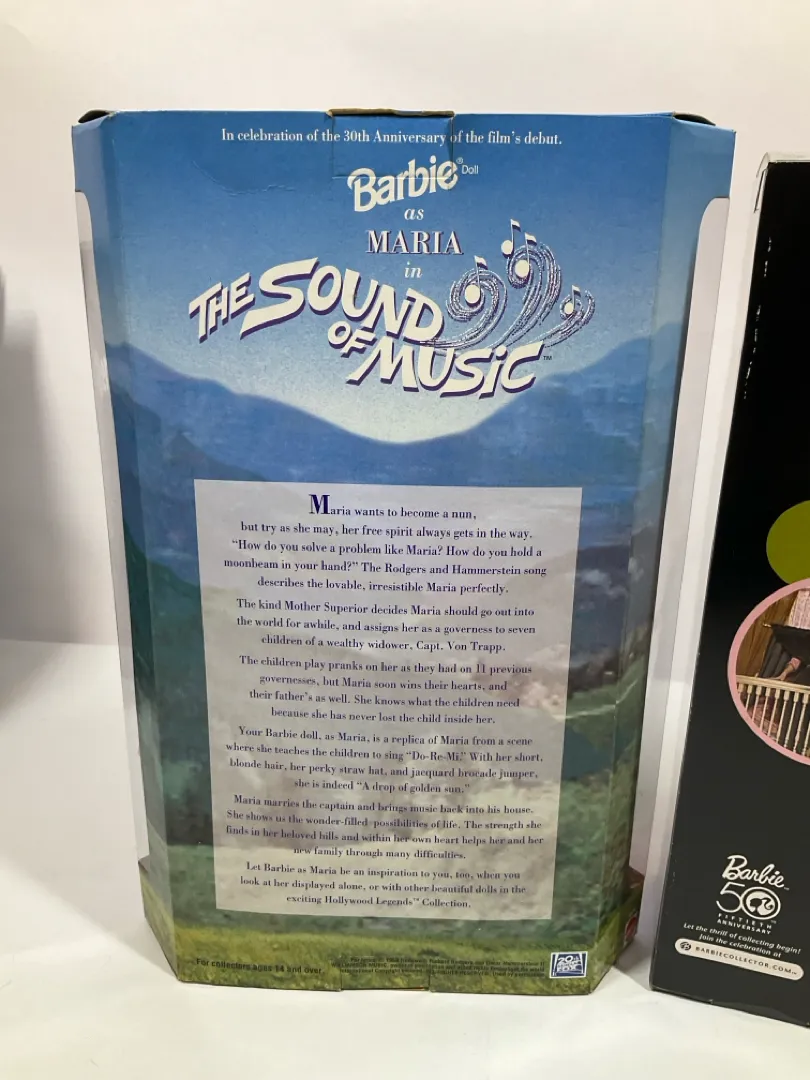 In celebration of the 30th Anniversary of the film's debut.
Barbie® Doll
as
MARIA
in
THE SOUND
OF MUSIC™
Maria wants to become a nun,
but try as she may, her free spirit always gets in the way.
“How do you solve a problem like Maria? How do you hold a
moonbeam in your hand?” The Rodgers and Hammerstein song
describes the lovable, irresistible Maria perfectly.
The kind Mother Superior decides Maria should go out into
the world for awhile, and assigns her as a governess to seven
children of a wealthy widower, Capt. Von Trapp.
The children play pranks on her as they had on 11 previous
governesses, but Maria soon wins their hearts, and
their father's as well. She knows what the children need
because she has never lost the child inside her.
Your Barbie doll, as Maria, is a replica of Maria from a scene
where she teaches the children to sing “Do-Re-Mi.” With her short,
blonde hair, her perky straw hat, and jacquard brocade jumper,
she is indeed “A drop of golden sun.”
Maria marries the captain and brings music back into his house.
She shows us the wonder-filled possibilities of life. The strength she
finds in her beloved hills and within her own heart helps her and her
new family through many difficulties.
Let Barbie as Maria be an inspiration to you, too, when you
look at her displayed alone, or with other beautiful dolls in the
exciting Hollywood Legends™ Collection.
For collectors ages 14 and over.
20th
Barbie™
50
FIFTIETH
ANNIVERSARY
Let the thrill of collecting begin!
Join the celebration at
BARBIECOLLECTOR.COM™